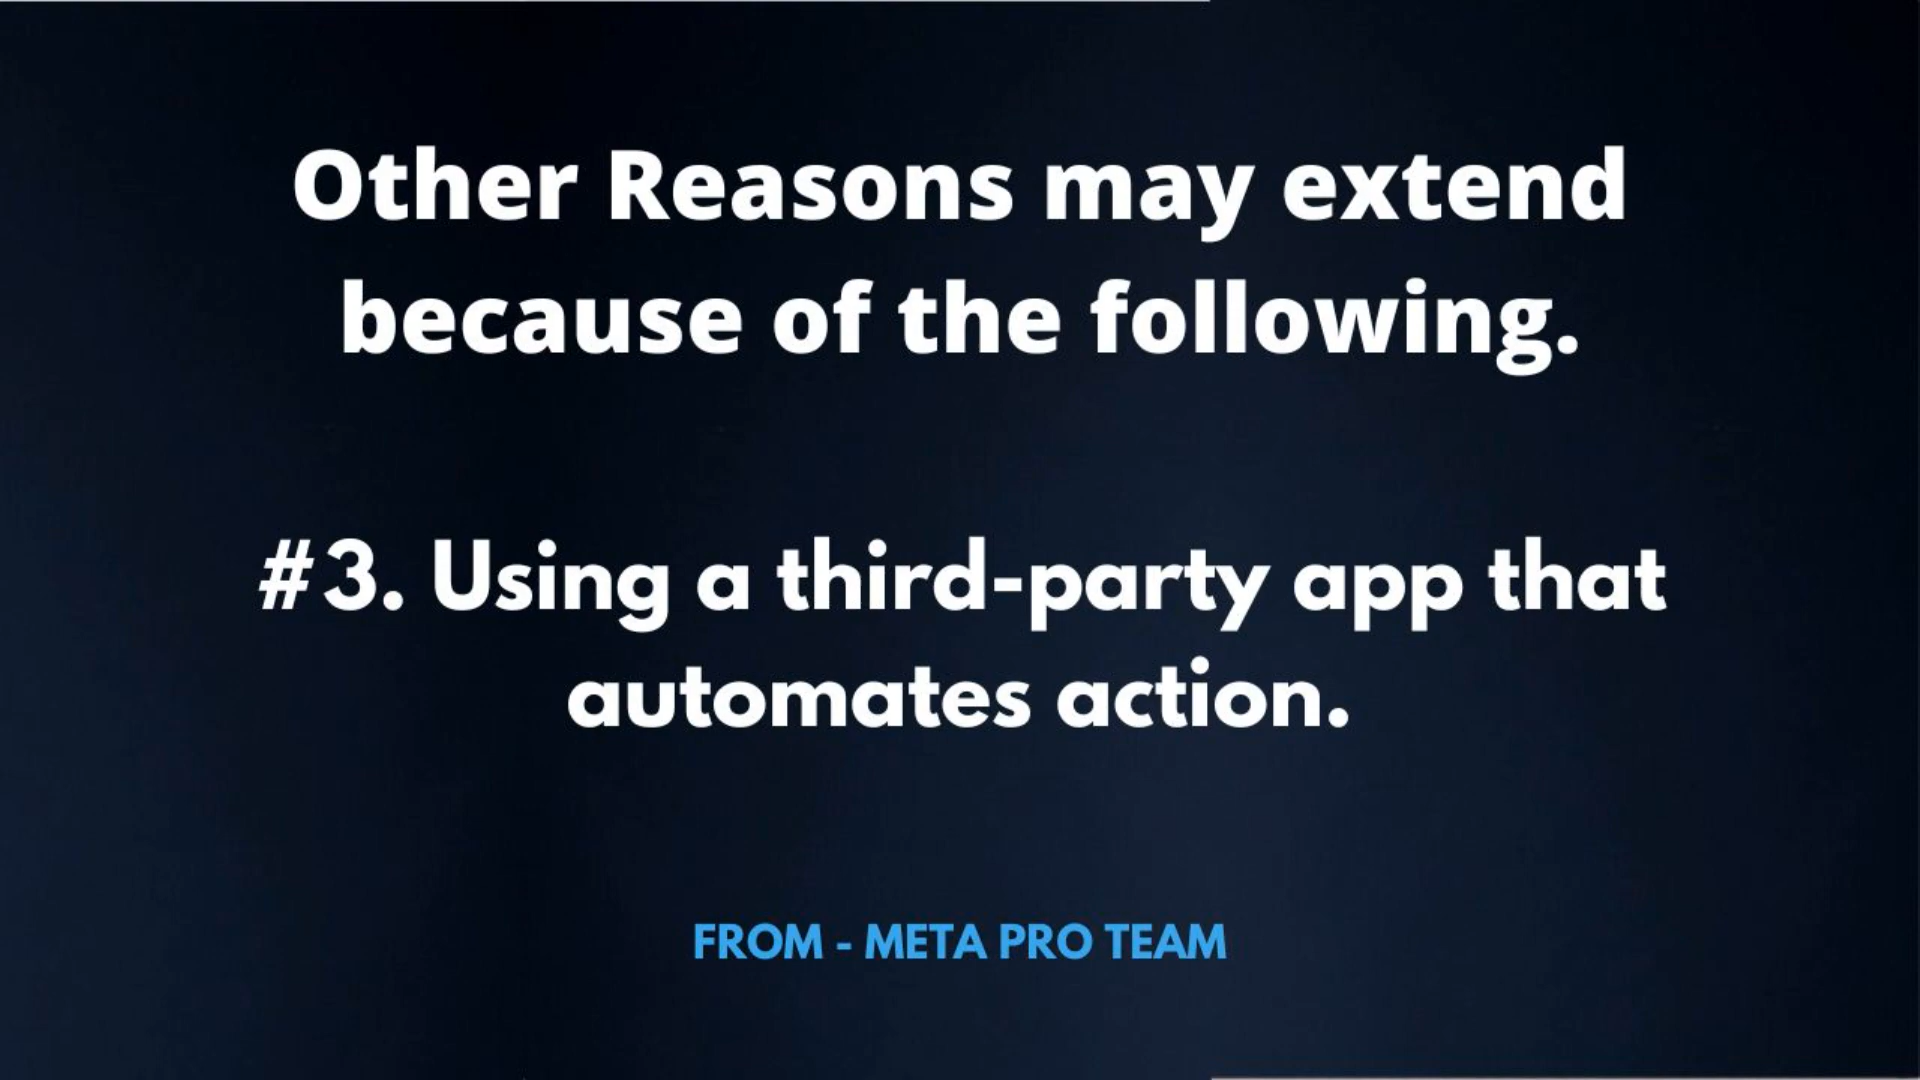 Other Reasons may extend
because of the following.
#3. Using a third-party app that
automates action.
FROM - META PRO TEAM